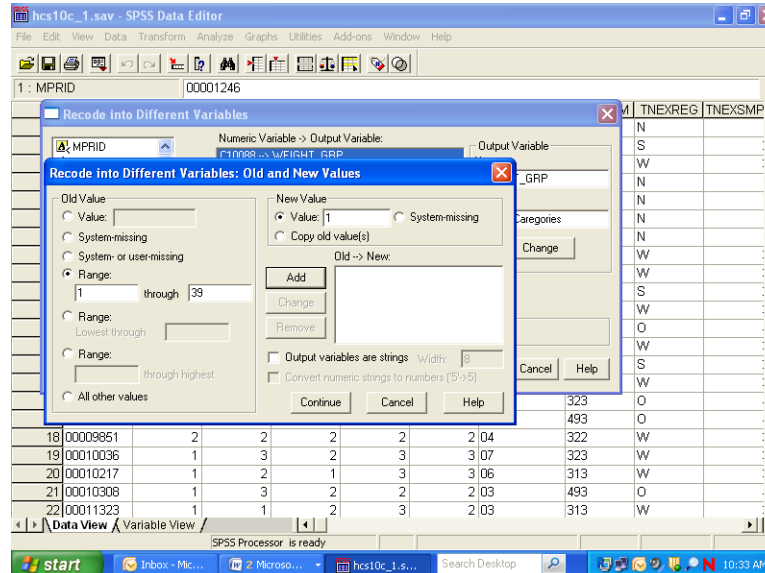 hcs10c_1.sav - SPSS Data Editor
File Edit View Data Transform Analyze Graphs Utilities Add-ons Window Help
1 : MPRID 00001246
Recode into Different Variables
TNEXREG TNEXSMP
MPRID
Numeric Variable -> Output Variable:
C10088 --> WEIGHT_GRP
Output Variable
T_GRP
Caregories
Change
Cancel Help
Recode into Different Variables: Old and New Values
Old Value
Value:
System-missing
System- or user-missing
Range:
1 through 39
Range:
Lowest through
Range:
through highest
All other values
New Value
Value: 1 System-missing
Copy old value(s)
Old --> New:
Add
Change
Remove
Output variables are strings Width: 8
Convert numeric strings to numbers ('5'->5)
Continue Cancel Help
N
S
W
N
N
N
W
W
S
W
O
W
S
W
323 O
493 O
18 00009851 2 2 2 2 2 04 322 W
19 00010036 1 3 2 3 3 07 323 W
20 00010217 1 2 1 3 3 06 313 W
21 00010308 1 3 2 2 2 03 493 O
22 00011323 1 1 2 3 2 03 313 W
Data View Variable View
SPSS Processor is ready
start Inbox - Mic... 2 Microso... hcs10c_1.s... Search Desktop 10:33 AM